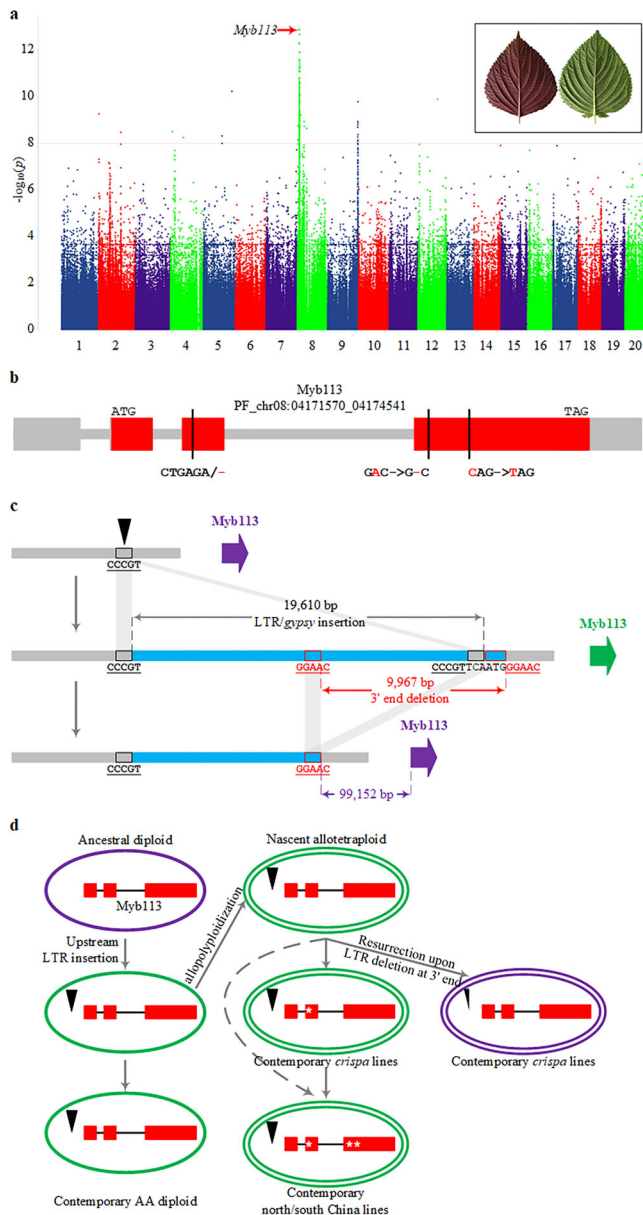 a
Myb113
12
10
8
6
4
2
0
-log10(p)
1 2 3 4 5 6 7 8 9 10 11 12 13 14 15 16 17 18 19 20
b
Myb113
PF_chr08:04171570_04174541
ATG
TAG
CTGAGA/-
GAC->G-C
CAG->TAG
c
Myb113
CCCGT
19,610 bp
LTR/gypsy insertion
Myb113
CCCGT
GGAAC
CCCGTTCAATGGGAAC
9,967 bp
3' end deletion
Myb113
CCCGT
GGAAC
99,152 bp
d
Ancestral diploid
Nascent allotetraploid
Myb113
Upstream
LTR insertion
allopolyploidization
Resurrection upon
LTR deletion at 3' end
*
Contemporary crispa lines
Contemporary crispa lines
* **
Contemporary AA diploid
Contemporary
north/south China lines